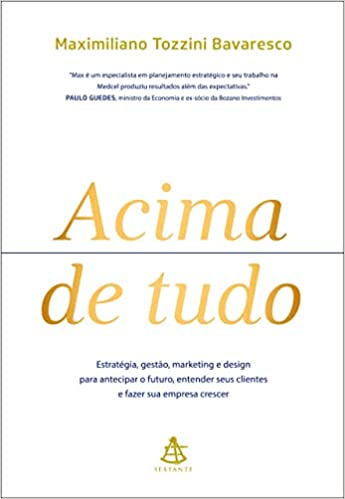 Maximiliano Tozzini Bavaresco
"Max é um especialista em planejamento estratégico e seu trabalho na
Medcel produziu resultados além das expectativas."
PAULO GUEDES, ministro da Economia e ex-sócio da Bozano Investimentos
Acima
de tudo
Estratégia, gestão, marketing e design
para antecipar o futuro, entender seus clientes
e fazer sua empresa crescer
SEXTANTE